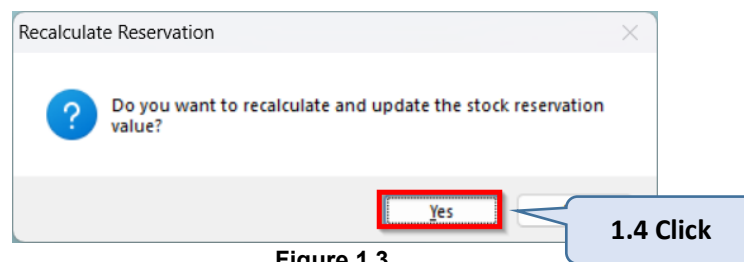 Recalculate Reservation
Do you want to recalculate and update the stock reservation
value?
Yes
1.4 Click
Figure 1.3